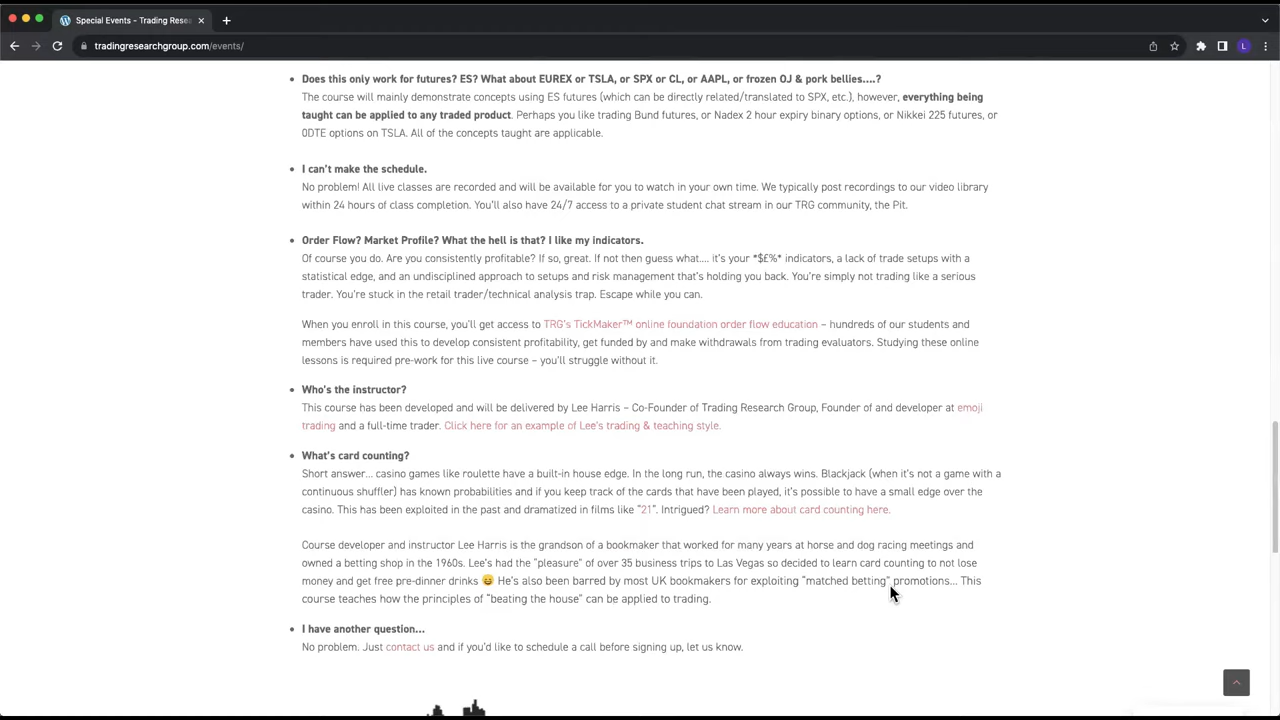 Special Events - Trading Resea
tradingresearchgroup.com/events/
L
• Does this only work for futures? ES? What about EUREX or TSLA, or SPX or CL, or AAPL, or frozen OJ & pork bellies….?
The course will mainly demonstrate concepts using ES futures (which can be directly related/translated to SPX, etc.), however, everything being
taught can be applied to any traded product. Perhaps you like trading Bund futures, or Nadex 2 hour expiry binary options, or Nikkei 225 futures, or
0DTE options on TSLA. All of the concepts taught are applicable.
• I can't make the schedule.
No problem! All live classes are recorded and will be available for you to watch in your own time. We typically post recordings to our video library
within 24 hours of class completion. You'll also have 24/7 access to a private student chat stream in our TRG community, the Pit.
• Order Flow? Market Profile? What the hell is that? I like my indicators.
Of course you do. Are you consistently profitable? If so, great. If not then guess what…. it's your *$£%* indicators, a lack of trade setups with a
statistical edge, and an undisciplined approach to setups and risk management that's holding you back. You're simply not trading like a serious
trader. You're stuck in the retail trader/technical analysis trap. Escape while you can.
When you enroll in this course, you'll get access to TRG's TickMaker™ online foundation order flow education – hundreds of our students and
members have used this to develop consistent profitability, get funded by and make withdrawals from trading evaluators. Studying these online
lessons is required pre-work for this live course – you'll struggle without it.
• Who's the instructor?
This course has been developed and will be delivered by Lee Harris – Co-Founder of Trading Research Group, Founder of and developer at emoji
trading and a full-time trader. Click here for an example of Lee's trading & teaching style.
• What's card counting?
Short answer… casino games like roulette have a built-in house edge. In the long run, the casino always wins. Blackjack (when it's not a game with a
continuous shuffler) has known probabilities and if you keep track of the cards that have been played, it's possible to have a small edge over the
casino. This has been exploited in the past and dramatized in films like "21". Intrigued? Learn more about card counting here.
Course developer and instructor Lee Harris is the grandson of a bookmaker that worked for many years at horse and dog racing meetings and
owned a betting shop in the 1960s. Lee's had the "pleasure" of over 35 business trips to Las Vegas so decided to learn card counting to not lose
money and get free pre-dinner drinks 😄 He's also been barred by most UK bookmakers for exploiting "matched betting" promotions… This
course teaches how the principles of "beating the house" can be applied to trading.
• I have another question…
No problem. Just contact us and if you'd like to schedule a call before signing up, let us know.